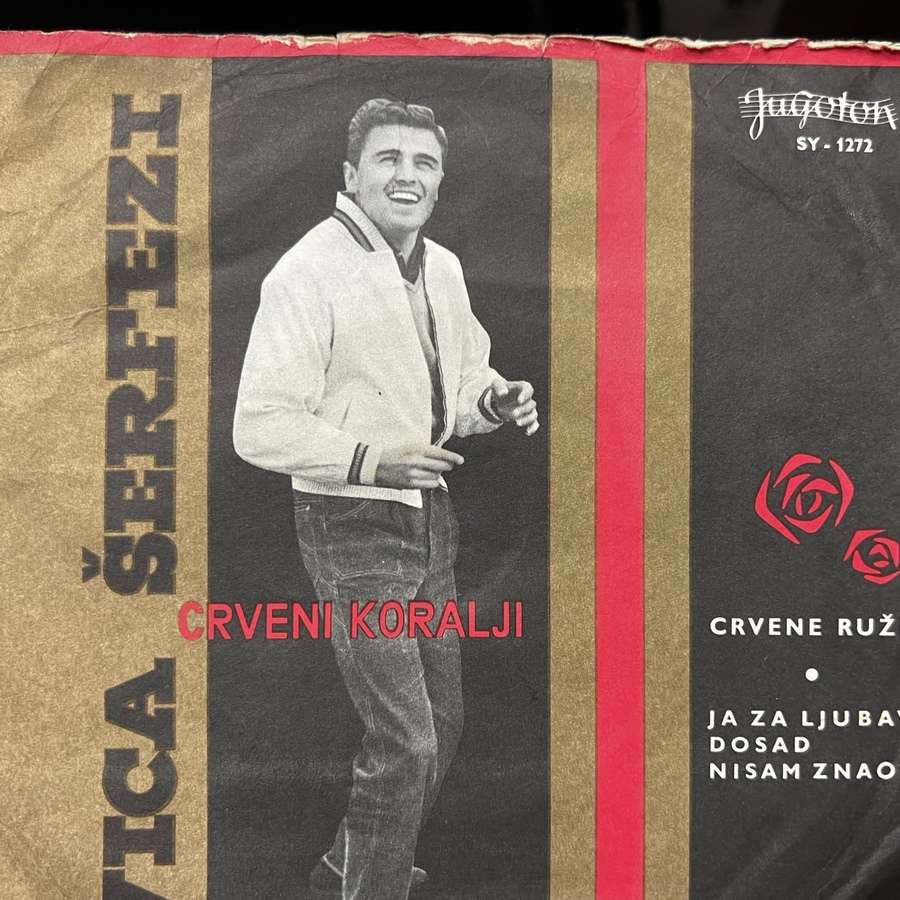 VICA ŠERFEZI
CRVENI KORALJI
Jugoton
SY - 1272
CRVENE RUŽ
•
JA ZA LJUBAV
DOSAD
NISAM ZNAO